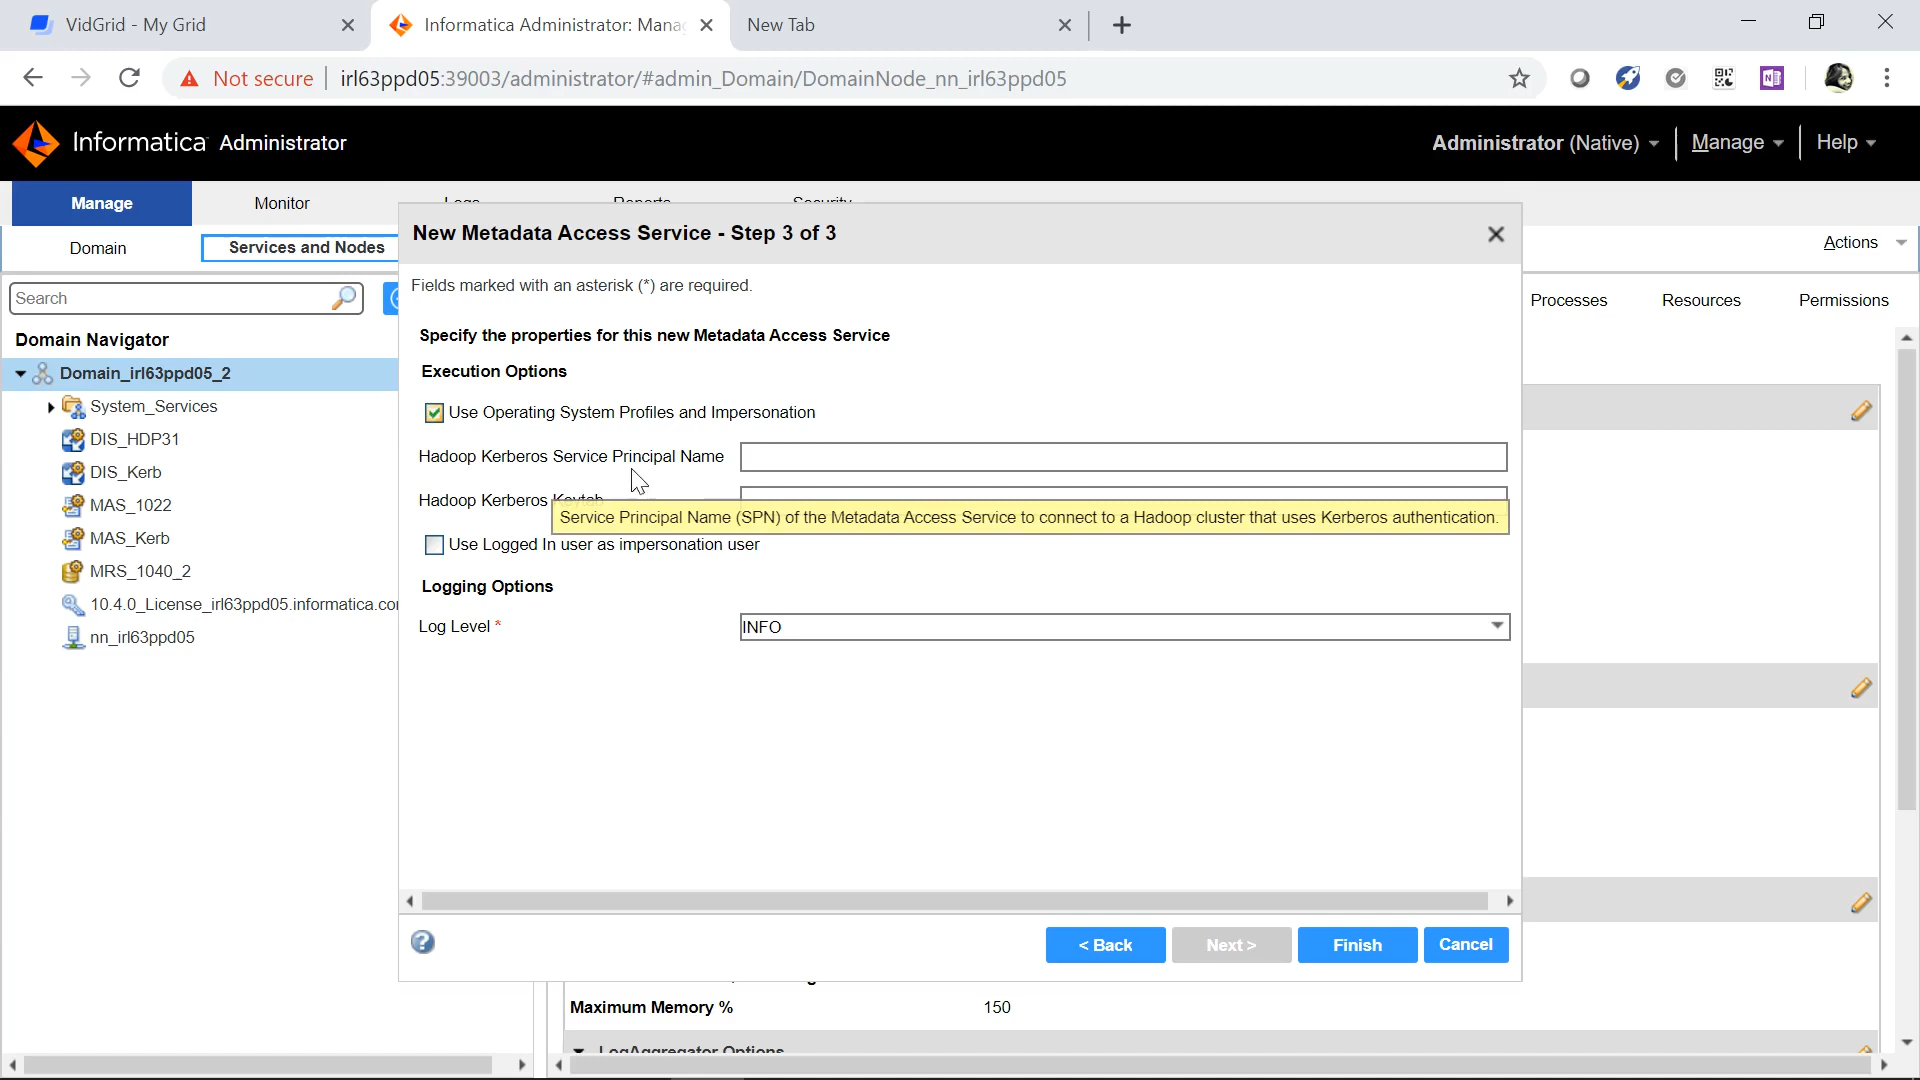 VidGrid - My Grid
Informatica Administrator: Mana
New Tab
Not secure
irl63ppd05:39003/administrator/#admin_Domain/DomainNode_nn_irl63ppd05
Informatica Administrator
Administrator (Native)
Manage
Help
Manage
Monitor
Logs
Reports
Security
Domain
Services and Nodes
Actions
Search
Processes
Resources
Permissions
Domain Navigator
Domain_irl63ppd05_2
System_Services
DIS_HDP31
DIS_Kerb
MAS_1022
MAS_Kerb
MRS_1040_2
10.4.0_License_irl63ppd05.informatica.co
nn_irl63ppd05
New Metadata Access Service - Step 3 of 3
Fields marked with an asterisk (*) are required.
Specify the properties for this new Metadata Access Service
Execution Options
Use Operating System Profiles and Impersonation
Hadoop Kerberos Service Principal Name
Hadoop Kerberos Keytab
Service Principal Name (SPN) of the Metadata Access Service to connect to a Hadoop cluster that uses Kerberos authentication.
Use Logged In user as impersonation user
Logging Options
Log Level *
INFO
< Back
Next >
Finish
Cancel
Maximum Memory %
150
LogAggregator Options